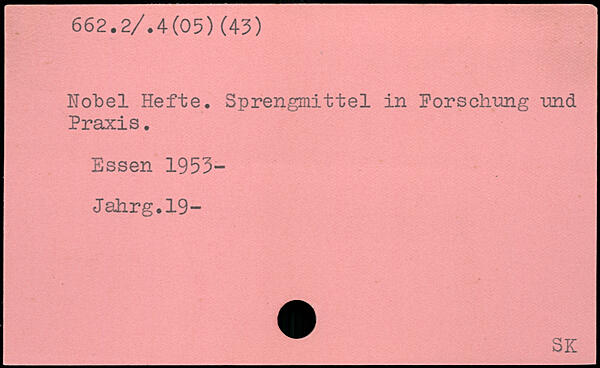 662.2/.4(05)(43)
Nobel Hefte. Sprengmittel in Forschung und
Praxis.
Essen 1953-
Jahrg.19-
SK